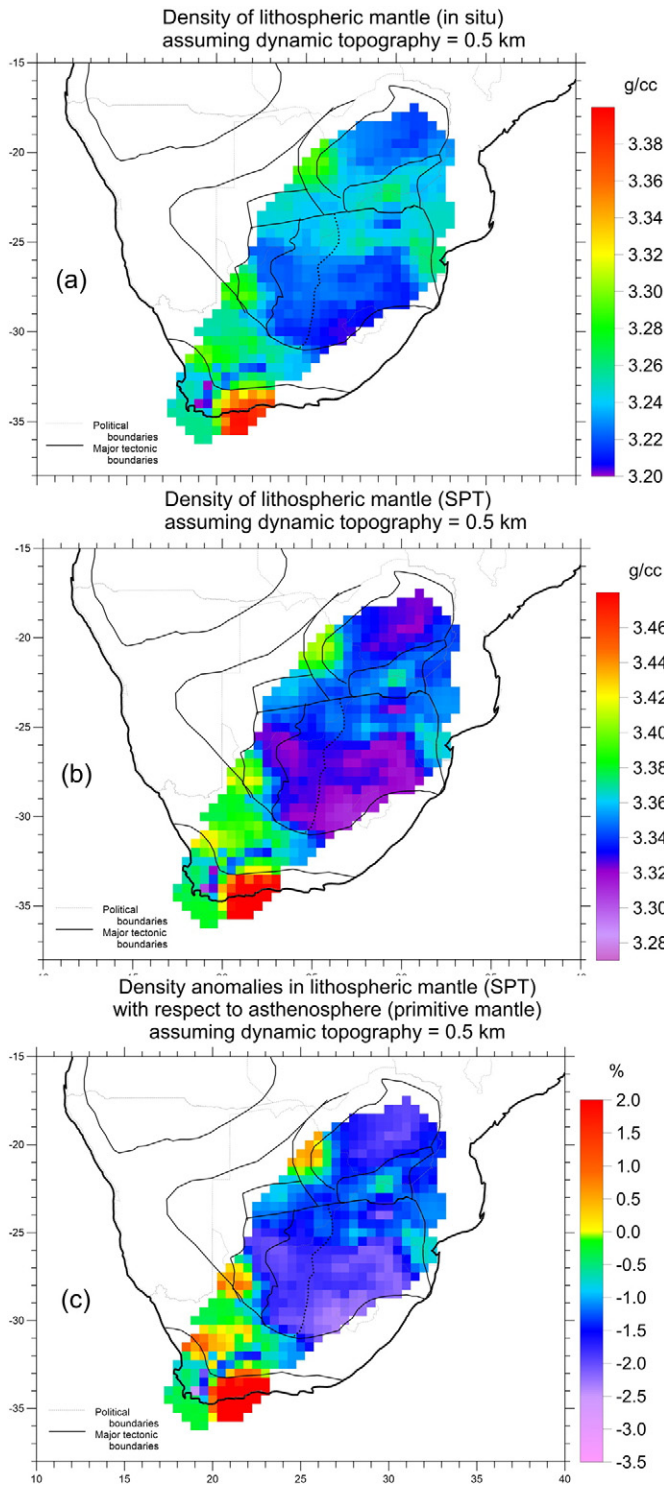 Density of lithospheric mantle (in situ)
assuming dynamic topography = 0.5 km
g/cc
-15
-20
-25
-30
-35
3.38
3.36
3.34
3.32
3.30
3.28
3.26
3.24
3.22
3.20
(a)
Political
boundaries
Major tectonic
boundaries
Density of lithospheric mantle (SPT)
assuming dynamic topography = 0.5 km
g/cc
-15
-20
-25
-30
-35
3.46
3.44
3.42
3.40
3.38
3.36
3.34
3.32
3.30
3.28
(b)
Political
boundaries
Major tectonic
boundaries
Density anomalies in lithospheric mantle (SPT)
with respect to asthenosphere (primitive mantle)
assuming dynamic topography = 0.5 km
%
-15
-20
-25
-30
-35
2.0
1.5
1.0
0.5
0.0
-0.5
-1.0
-1.5
-2.0
-2.5
-3.0
-3.5
(c)
Political
boundaries
Major tectonic
boundaries
10 15 20 25 30 35 40